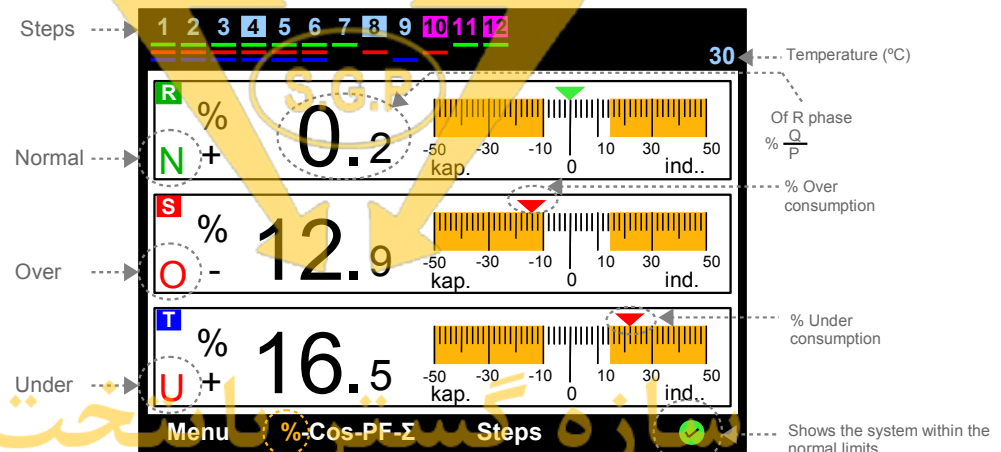 Steps
1 2 3 4 5 6 7 8 9 10 11 12
30
Temperature (ºC)
S.G.P
R
% 0.2
N +
Normal
-50 -30 -10 0 10 30 50
kap. ind..
Of R phase
% Q/P
S
% 12.9
O -
Over
-50 -30 -10 0 10 30 50
kap. ind.
% Over
consumption
T
% 16.5
U +
Under
-50 -30 -10 0 10 30 50
kap. ind..
% Under
consumption
Menu %-Cos-PF-Σ Steps
Shows the system within the
normal limits